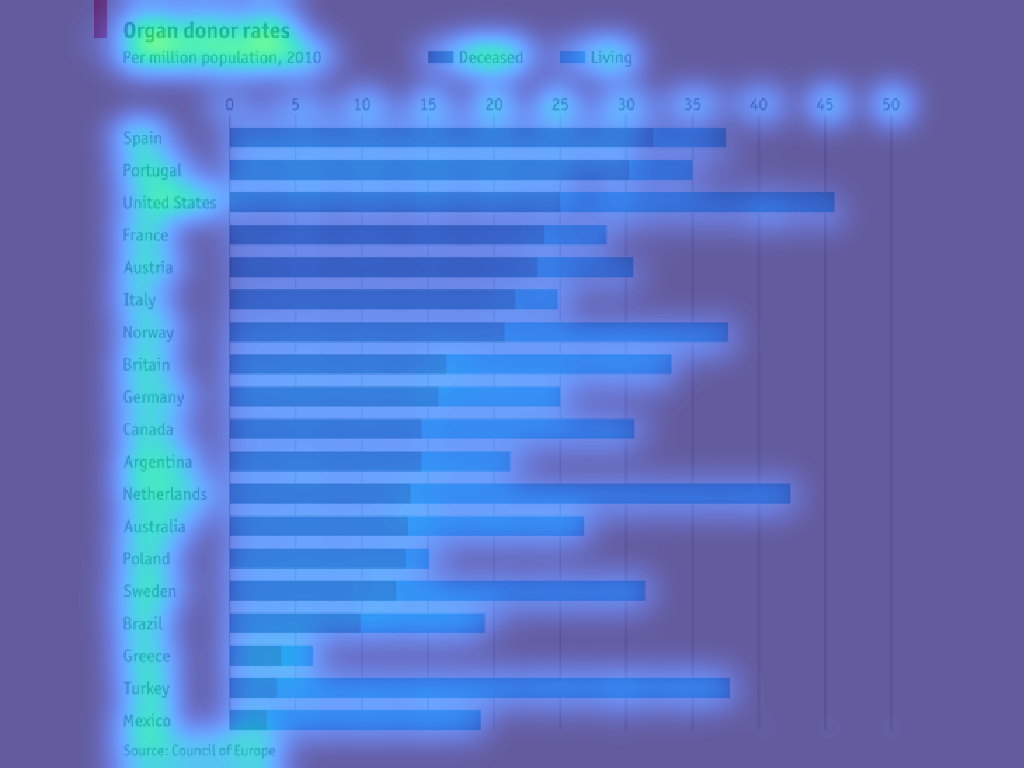 Organ donor rates
Per million population, 2010
Deceased
Living
0 5 10 15 20 25 30 35 40 45 50
Spain
Portugal
United States
France
Austria
Italy
Norway
Britain
Germany
Canada
Argentina
Netherlands
Australia
Poland
Sweden
Brazil
Greece
Turkey
Mexico
Source: Council of Europe